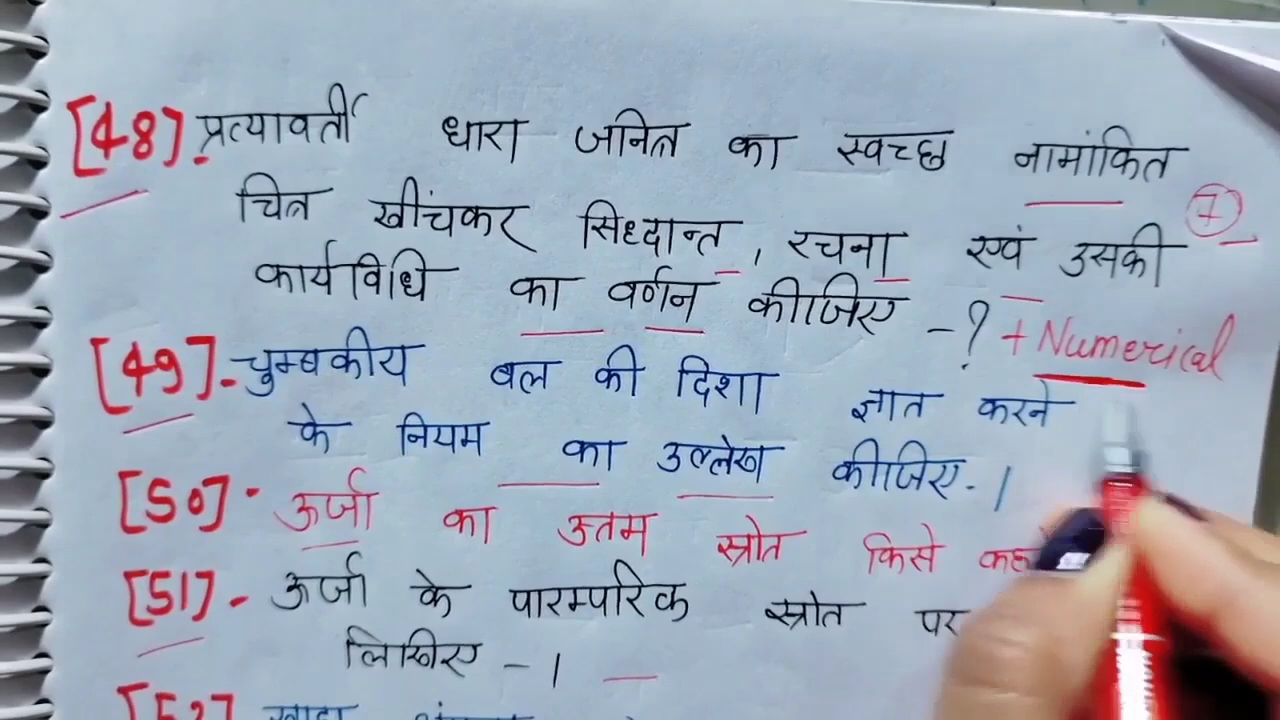 [48]. प्रत्यावर्ती धारा जनित्र का स्वच्छ नामांकित
चित्र खींचकर सिध्दान्त, रचना एवं उसकी (7)
कार्यविधि का वर्णन कीजिए -? + Numerical
[49]. चुम्बकीय बल की दिशा ज्ञात करने
के नियम का उल्लेख कीजिए-।
[50]. ऊर्जा का उत्तम स्रोत किसे
[51]. ऊर्जा के पारम्परिक स्रोत पर
लिखिए -।